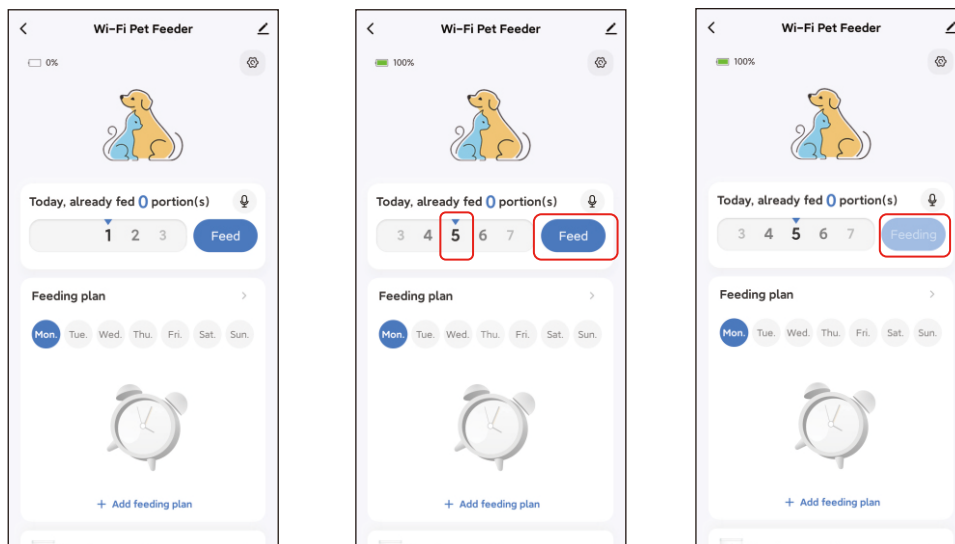 Wi-Fi Pet Feeder
0%
Today, already fed 0 portion(s)
1 2 3 Feed
Feeding plan
Mon. Tue. Wed. Thu. Fri. Sat. Sun.
+ Add feeding plan
Wi-Fi Pet Feeder
100%
Today, already fed 0 portion(s)
3 4 5 6 7 Feed
Feeding plan
Mon. Tue. Wed. Thu. Fri. Sat. Sun.
+ Add feeding plan
Wi-Fi Pet Feeder
100%
Today, already fed 0 portion(s)
3 4 5 6 7 Feeding
Feeding plan
Mon. Tue. Wed. Thu. Fri. Sat. Sun.
+ Add feeding plan